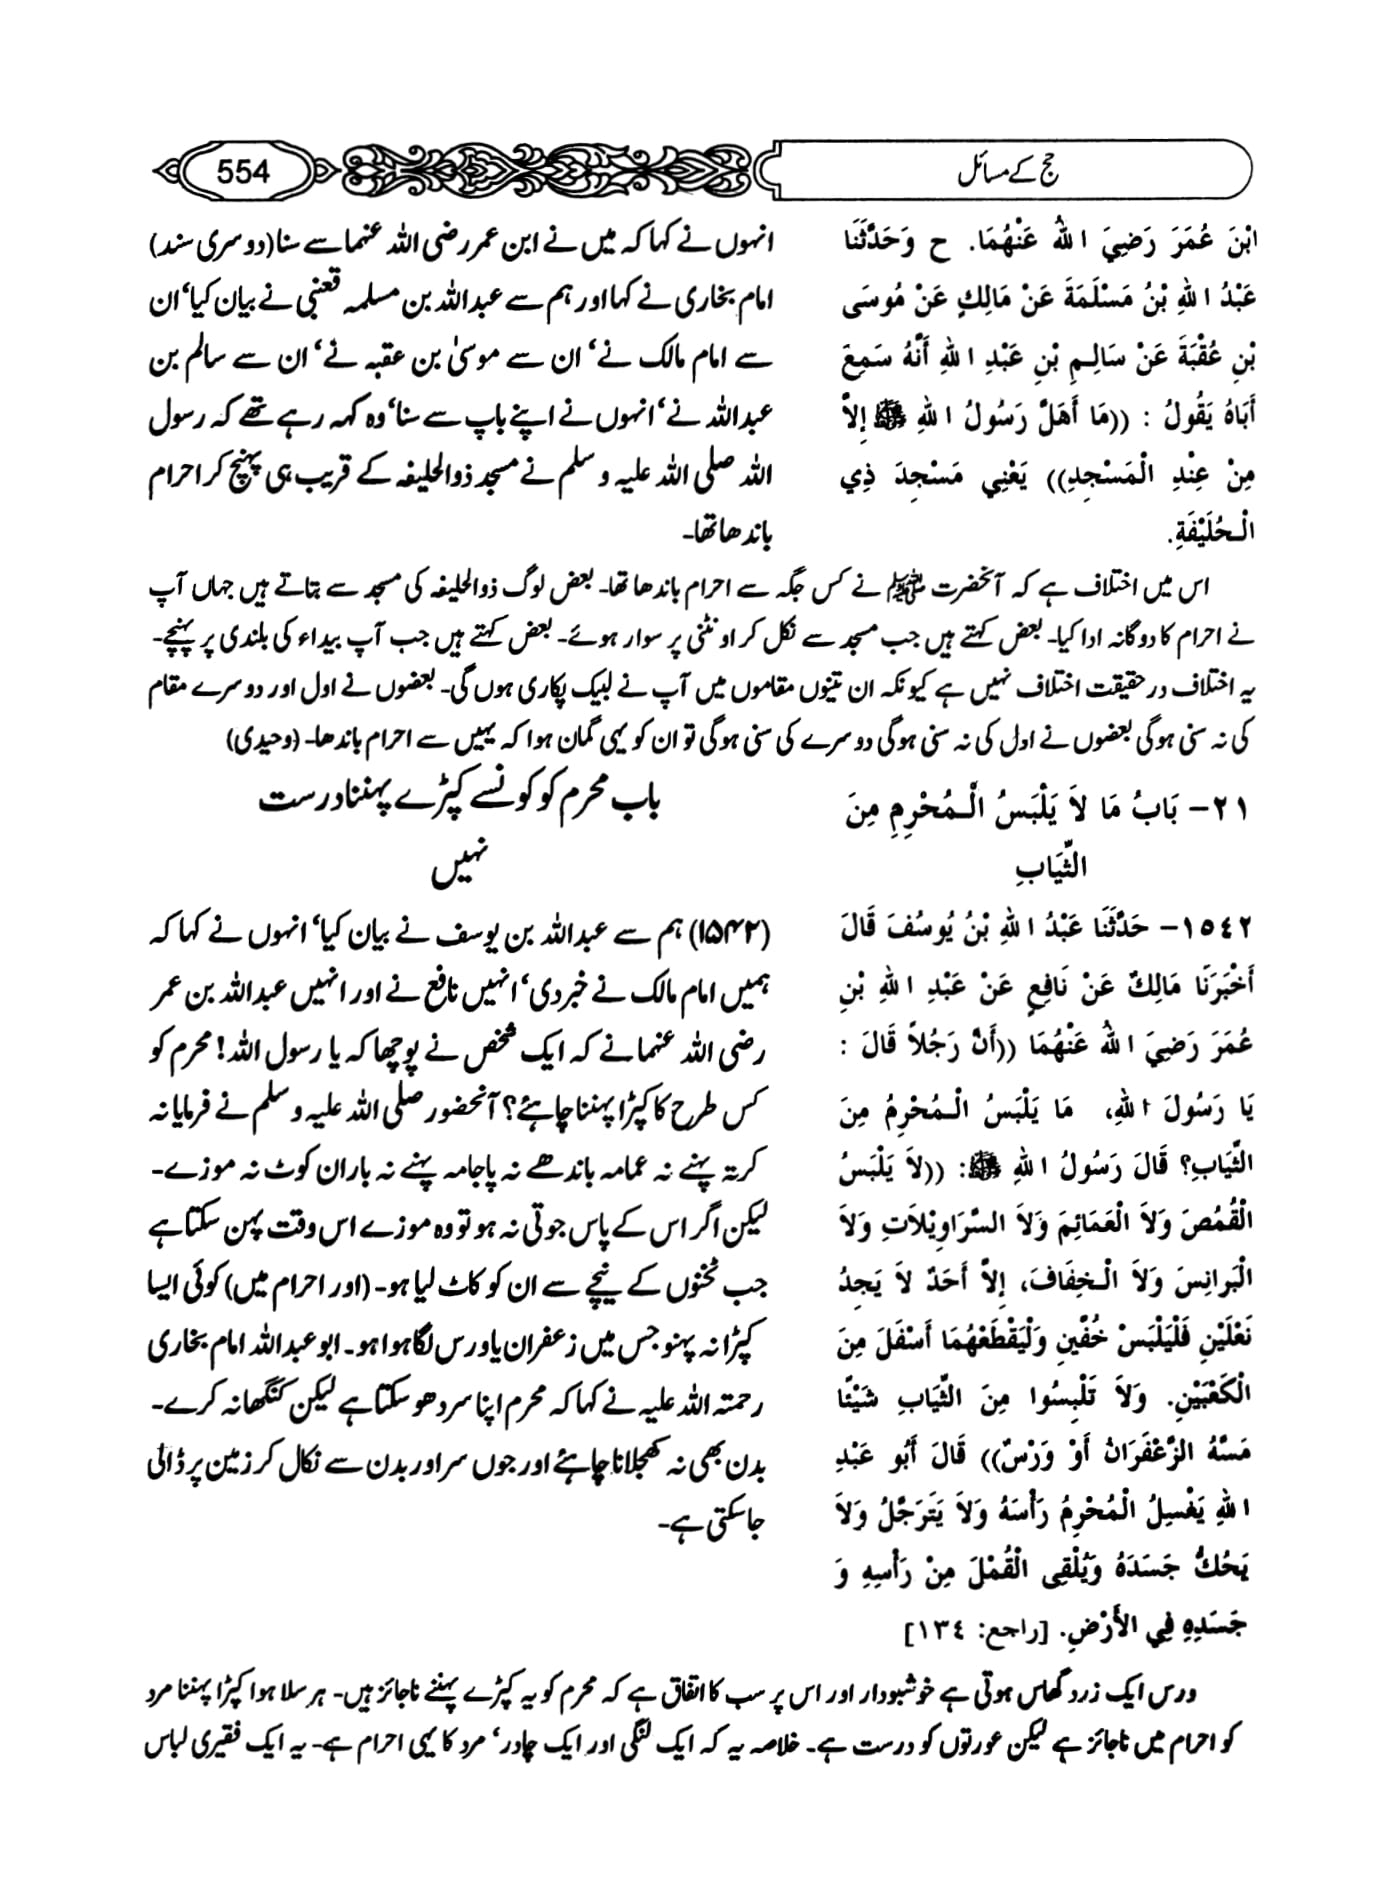 حج کے مسائل
554
ابْنَ عُمَرَ رَضِيَ اللهُ عَنْهُمَا. ح وَحَدَّثَنَا
عَبْدُ اللهِ بْنُ مَسْلَمَةَ عَنْ مَالِكٍ عَنْ مُوسَى
بْنِ عُقْبَةَ عَنْ سَالِمِ بْنِ عَبْدِ اللهِ أَنَّهُ سَمِعَ
أَبَاهُ يَقُولُ : ((مَا أَهَلَّ رَسُولُ اللهِ ﷺ إِلاَّ
مِنْ عِنْدِ الْمَسْجِدِ)) يَعْنِي مَسْجِدَ ذِي
الْحُلَيْفَةِ.
انہوں نے کہا کہ میں نے ابن عمر رضی اللہ عنہما سے سنا (دوسری سند)
امام بخاری نے کہا اور ہم سے عبداللہ بن مسلمہ قعنبی نے بیان کیا‘ ان
سے امام مالک نے‘ ان سے موسیٰ بن عقبہ نے‘ ان سے سالم بن
عبداللہ نے‘ انہوں نے اپنے باپ سے سنا‘ وہ کہہ رہے تھے کہ رسول
اللہ صلی اللہ علیہ و سلم نے مسجد ذوالحلیفہ کے قریب ہی پہنچ کر احرام
باندھا تھا۔
اس میں اختلاف ہے کہ آنحضرت ﷺ نے کس جگہ سے احرام باندھا تھا۔ بعض لوگ ذوالحلیفہ کی مسجد سے بتاتے ہیں جہاں آپ
نے احرام کا دوگانہ ادا کیا۔ بعض کہتے ہیں جب مسجد سے نکل کر اونٹنی پر سوار ہوئے۔ بعض کہتے ہیں جب آپ بیداء کی بلندی پر پہنچے۔
یہ اختلاف در حقیقت اختلاف نہیں ہے کیونکہ ان تینوں مقاموں میں آپ نے لبیک پکاری ہوں گی۔ بعضوں نے اول اور دوسرے مقام
کی نہ سنی ہوگی بعضوں نے اول کی نہ سنی ہوگی دوسرے کی سنی ہوگی تو ان کو یہی گمان ہوا کہ یہیں سے احرام باندھا۔ (وحیدی)
٢١- بَابُ مَا لاَ يَلْبَسُ الْمُحْرِمِ مِنَ
الثِّيَابِ
باب محرم کو کونسے کپڑے پہننا درست
نہیں
١٥٤٢- حَدَّثَنَا عَبْدُ اللهِ بْنُ يُوسُفَ قَالَ
أَخْبَرَنَا مَالِكٌ عَنْ نَافِعٍ عَنْ عَبْدِ اللهِ بْنِ
عُمَرَ رَضِيَ اللهُ عَنْهُمَا ((أَنَّ رَجُلاً قَالَ :
يَا رَسُولَ اللهِ، مَا يَلْبَسُ الْمُحْرِمُ مِنَ
الثِّيَابِ؟ قَالَ رَسُولُ اللهِ ﷺ: ((لاَ يَلْبَسُ
الْقُمُصَ وَلاَ الْعَمَائِمَ وَلاَ السَّرَاوِيْلاَتِ وَلاَ
الْبَرانِسَ وَلاَ الْخِفَافَ، إِلاَّ أَحَدٌ لاَ يَجِدُ
نَعْلَيْنِ فَلْيَلْبَسْ خُفَّينِ وَلْيَقْطَعْهُمَا أَسْفَلَ مِنَ
الْكَعْبَيْنِ. وَلاَ تَلْبِسُوا مِنَ الثِّيَابِ شَيْئًا
مَسَّهُ الزَّعْفَرَانُ أَوْ وَرْسٌ)) قَالَ أَبُو عَبْدِ
اللهِ يَغْسِلُ الْمُحْرِمُ رَأْسَهُ وَلاَ يَتَرَجَّلُ وَلاَ
يَحُكُّ جَسَدَهُ وَيُلْقِى الْقُمْلَ مِنْ رَأْسِهِ وَ
جَسَدِهِ فِي الأَرْضِ. [راجع: ١٣٤]
(۱۵۴۲) ہم سے عبداللہ بن یوسف نے بیان کیا‘ انہوں نے کہا کہ
ہمیں امام مالک نے خبر دی‘ انہیں نافع نے اور انہیں عبداللہ بن عمر
رضی اللہ عنہما نے کہ ایک شخص نے پوچھا کہ یا رسول اللہ! محرم کو
کس طرح کا کپڑا پہننا چاہئے؟ آنحضور صلی اللہ علیہ و سلم نے فرمایا نہ
کرتہ پہنے نہ عمامہ باندھے نہ پاجامہ پہنے نہ باران کوٹ نہ موزے۔
لیکن اگر اس کے پاس جوتی نہ ہو تو وہ موزے اس وقت پہن سکتا ہے
جب ٹخنوں کے نیچے سے ان کو کاٹ لیا ہو۔ (اور احرام میں) کوئی ایسا
کپڑا نہ پہنو جس میں زعفران یا ورس لگا ہوا ہو۔ ابو عبداللہ امام بخاری
رحمتہ اللہ علیہ نے کہا کہ محرم اپنا سر دھو سکتا ہے لیکن کنگھا نہ کرے۔
بدن بھی نہ کھجلانا چاہئے اور جوں سر اور بدن سے نکال کر زمین پر ڈالی
جا سکتی ہے۔
ورس ایک زرد گھاس ہوتی ہے خوشبودار اور اس پر سب کا اتفاق ہے کہ محرم کو یہ کپڑے پہننے ناجائز ہیں۔ ہر سلا ہوا کپڑا پہننا مرد
کو احرام میں ناجائز ہے لیکن عورتوں کو درست ہے۔ خلاصہ یہ کہ ایک لنگی اور ایک چادر‘ مرد کا یہی احرام ہے۔ یہ ایک فقیری لباس